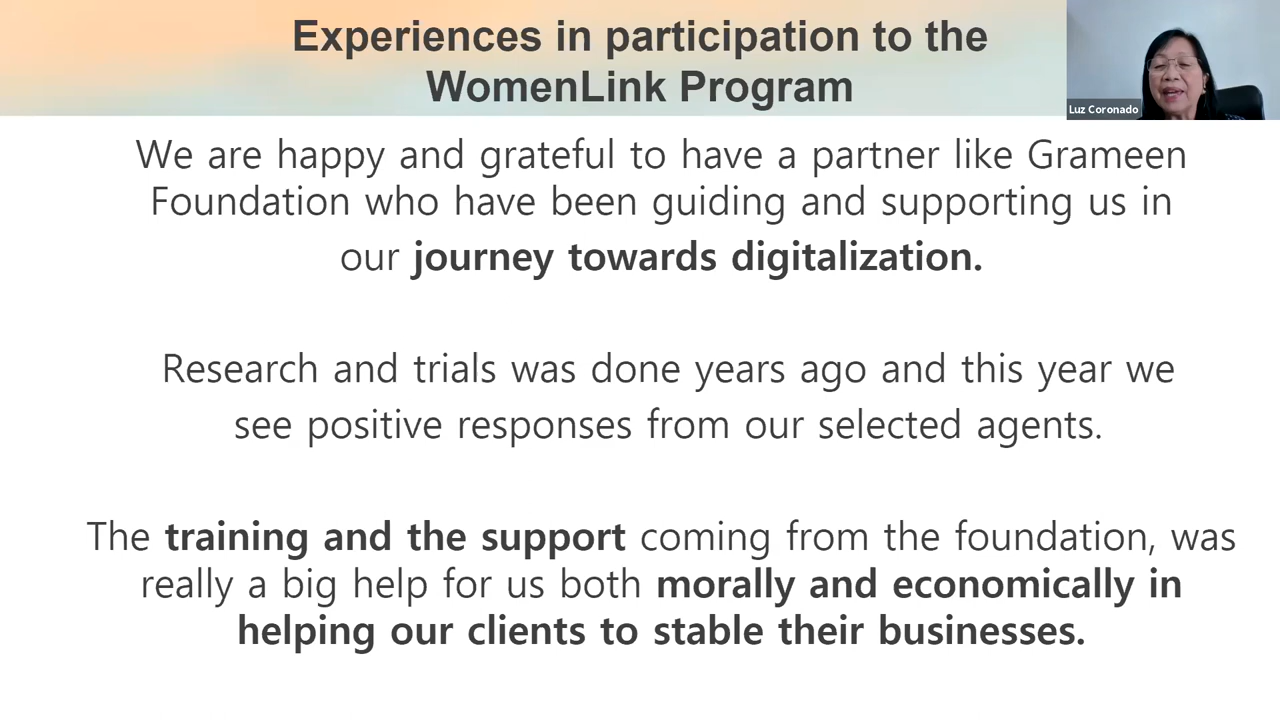 Experiences in participation to the
WomenLink Program
Luz Coronado
We are happy and grateful to have a partner like Grameen
Foundation who have been guiding and supporting us in
our journey towards digitalization.
Research and trials was done years ago and this year we
see positive responses from our selected agents.
The training and the support coming from the foundation, was
really a big help for us both morally and economically in
helping our clients to stable their businesses.